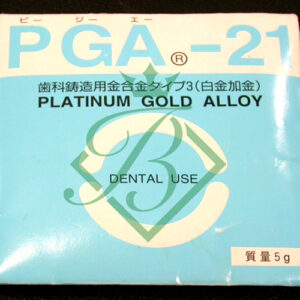 ピージーエー
PGA®-21
歯科鋳造用金合金タイプ3(白金加金)
PLATINUM GOLD ALLOY
DENTAL USE
質量5g